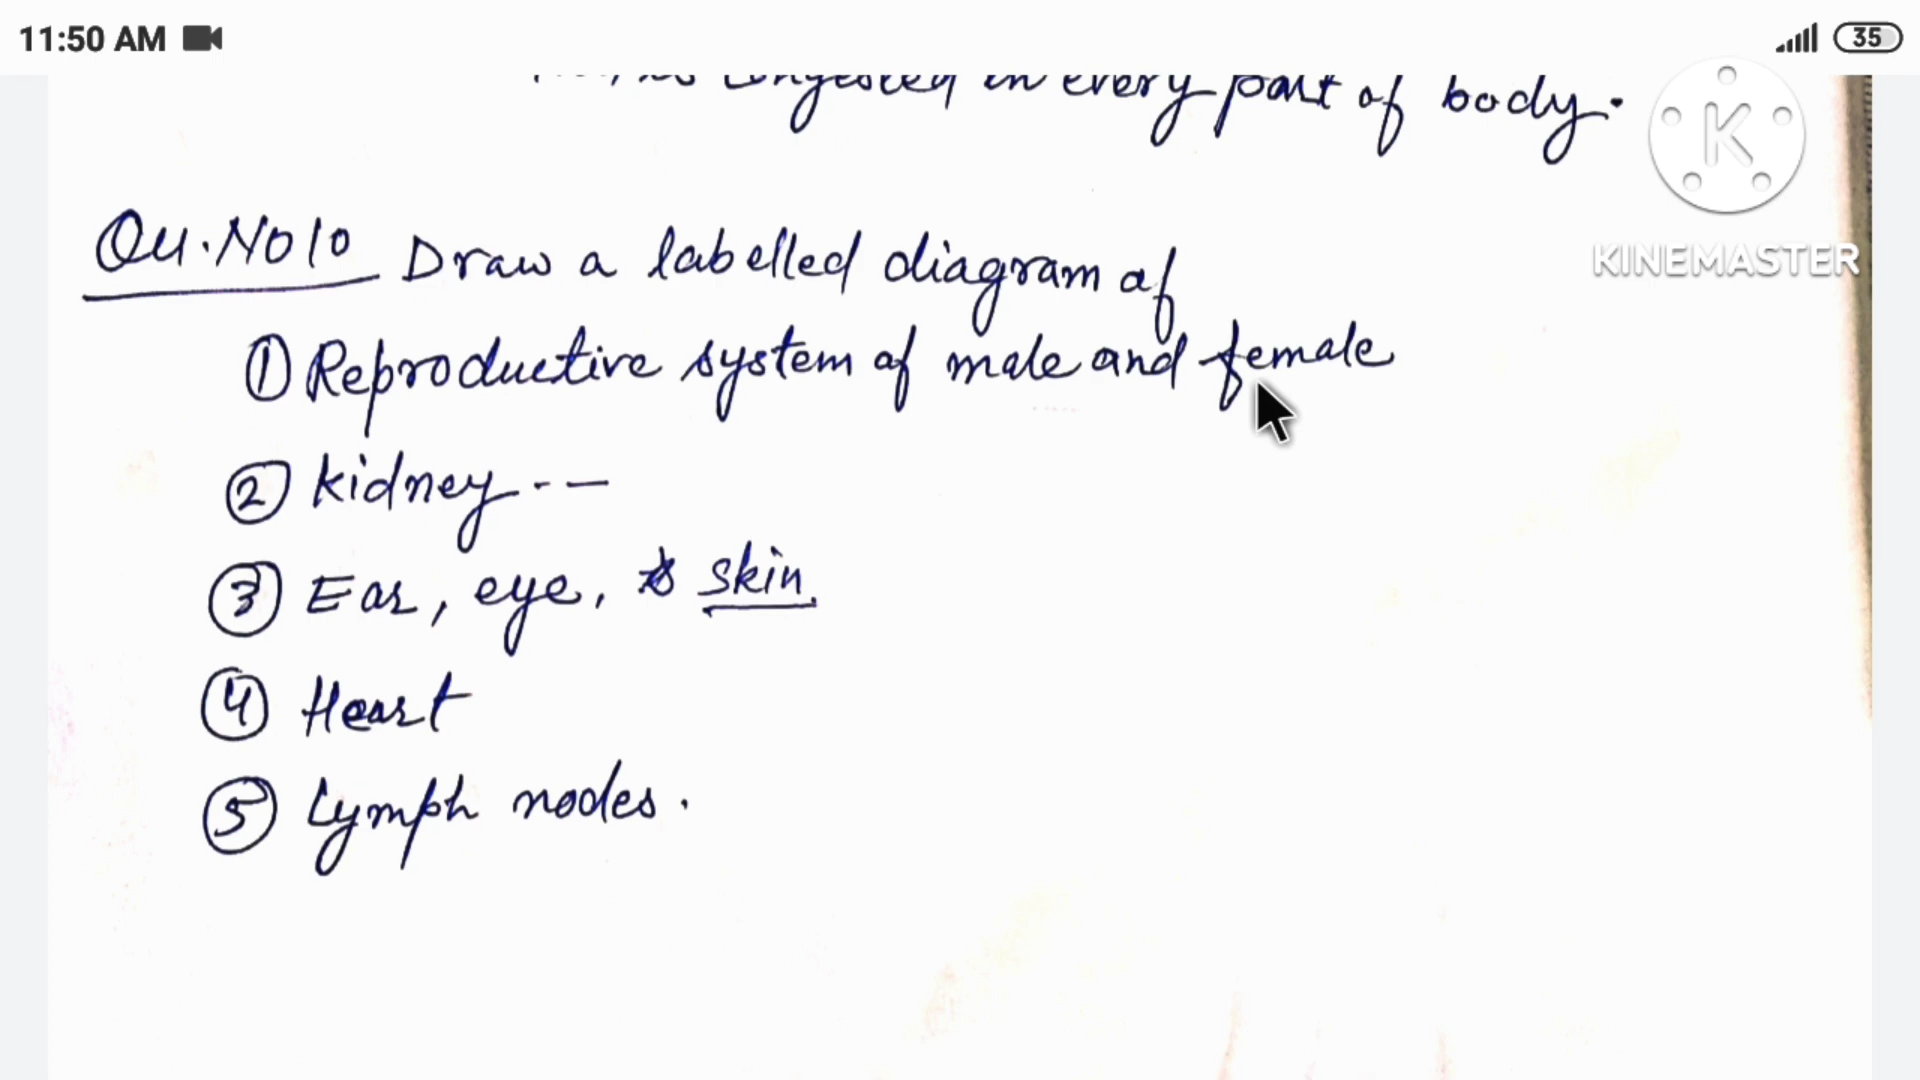 11:50 AM
35
in every part of body.
K
KINEMASTER
Qu.No10 Draw a labelled diagram of
① Reproductive system of male and female
② Kidney -- —
③ Ear, eye, & skin.
④ Heart
⑤ Lymph nodes.